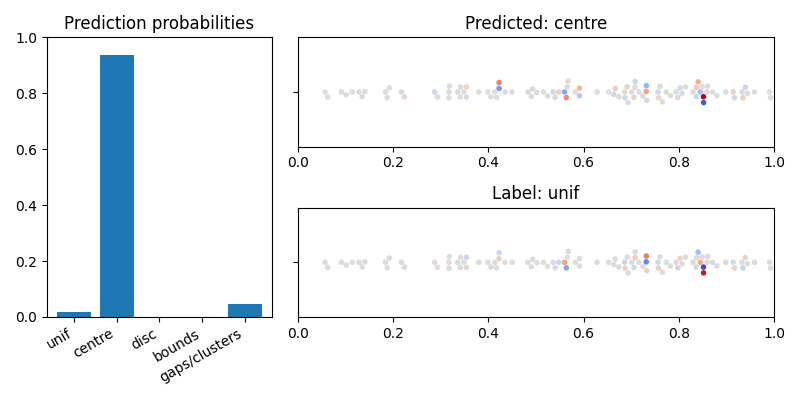 Prediction probabilities
1.0
0.8
0.6
0.4
0.2
0.0
unif
centre
disc
bounds
gaps/clusters
Predicted: centre
0.0 0.2 0.4 0.6 0.8 1.0
Label: unif
0.0 0.2 0.4 0.6 0.8 1.0